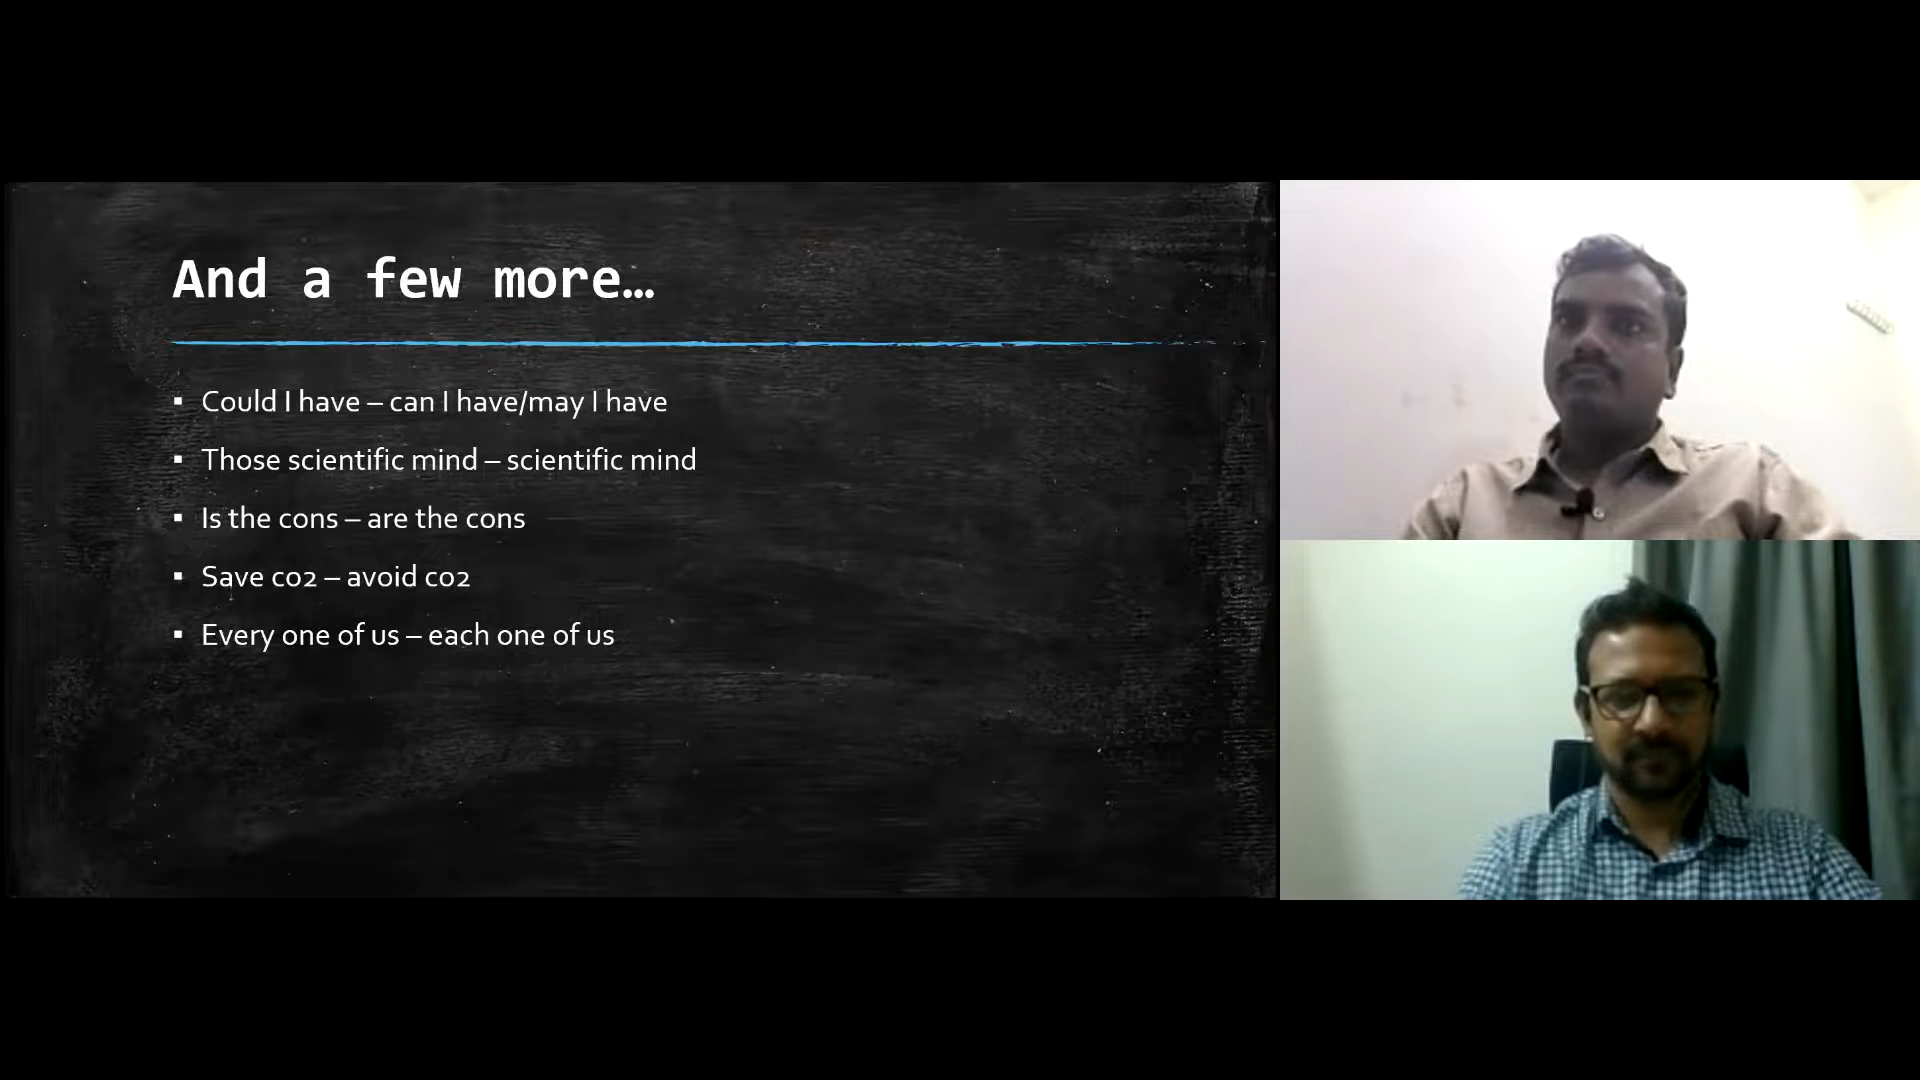 And a few more…
▪ Could I have – can I have/may I have
▪ Those scientific mind – scientific mind
▪ Is the cons – are the cons
▪ Save co2 – avoid co2
▪ Every one of us – each one of us